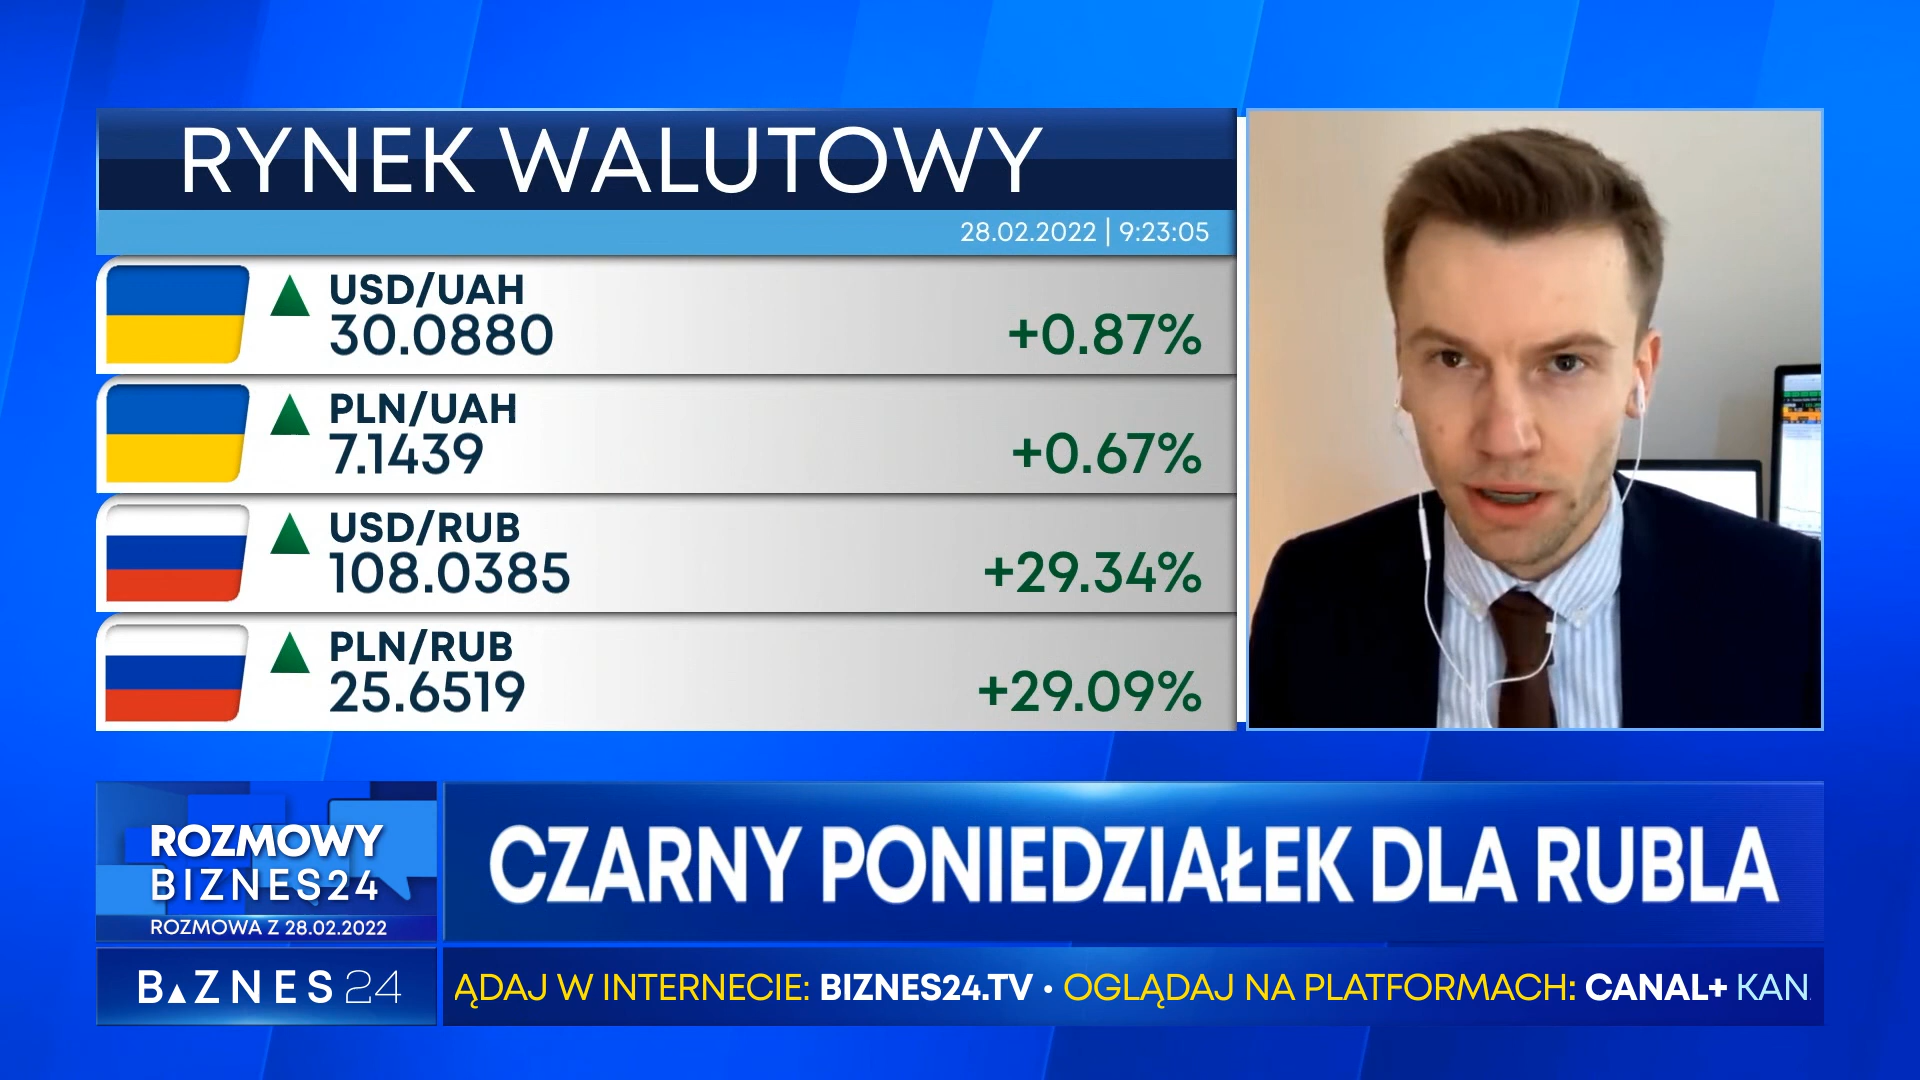 RYNEK WALUTOWY
28.02.2022 | 9:23:05
USD/UAH
30.0880
+0.87%
PLN/UAH
7.1439
+0.67%
USD/RUB
108.0385
+29.34%
PLN/RUB
25.6519
+29.09%
ROZMOWY
BIZNES24
ROZMOWA Z 28.02.2022
CZARNY PONIEDZIAŁEK DLA RUBLA
BIZNES24
ĄDAJ W INTERNECIE: BIZNES24.TV • OGLĄDAJ NA PLATFORMACH: CANAL+ KAN